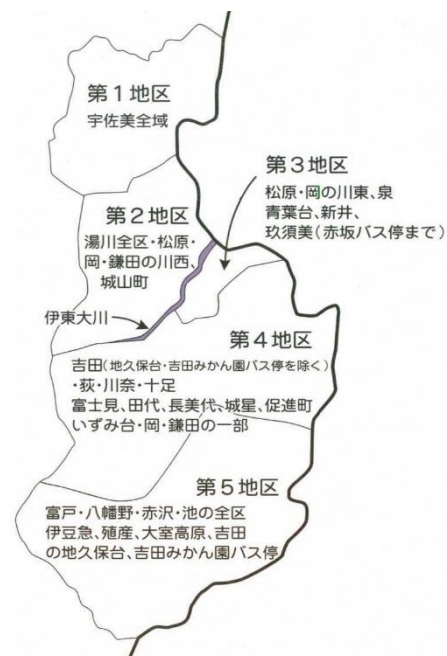 第1地区
宇佐美全域
第3地区
松原・岡の川東、泉
青葉台、新井、
玖須美(赤坂バス停まで)
第2地区
湯川全区・松原・
岡・鎌田の川西、
城山町
伊東大川
第4地区
吉田(地久保台・吉田みかん園バス停を除く)
・荻・川奈・十足
富士見、田代、長美代、城星、促進町
いずみ台・岡・鎌田の一部
第5地区
富戸・八幡野・赤沢・池の全区
伊豆急、殖産、大室高原、吉田
の地久保台、吉田みかん園バス停